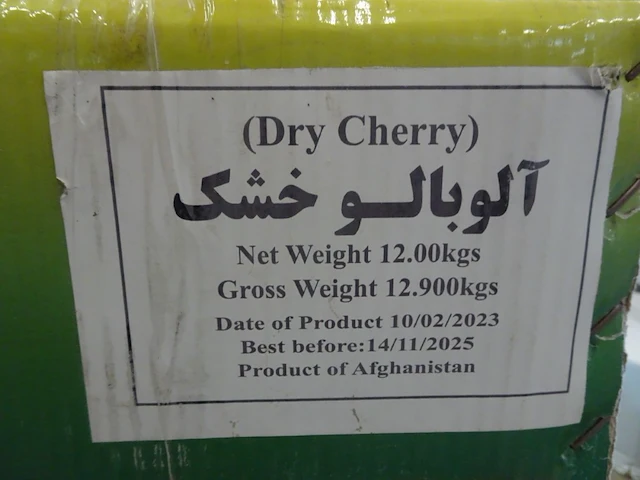 (Dry Cherry)
آلوبالو خشک
Net Weight 12.00kgs
Gross Weight 12.900kgs
Date of Product 10/02/2023
Best before:14/11/2025
Product of Afghanistan